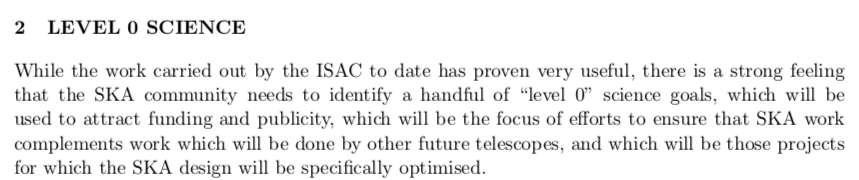 2 LEVEL 0 SCIENCE
While the work carried out by the ISAC to date has proven very useful, there is a strong feeling
that the SKA community needs to identify a handful of “level 0” science goals, which will be
used to attract funding and publicity, which will be the focus of efforts to ensure that SKA work
complements work which will be done by other future telescopes, and which will be those projects
for which the SKA design will be specifically optimised.